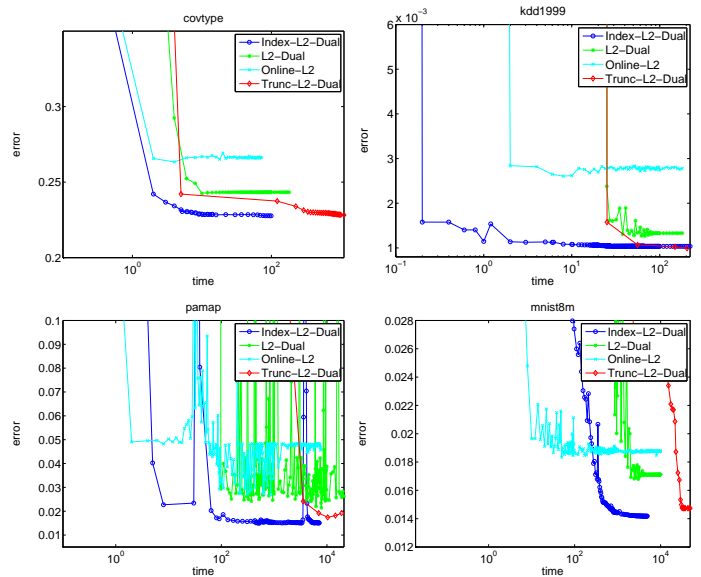 covtype
0.3
0.25
0.2
error
10^0
10^2
time
Index-L2-Dual
L2-Dual
Online-L2
Trunc-L2-Dual
kdd1999
6
x 10^-3
5
4
3
2
1
error
10^-1
10^0
10^1
10^2
time
Index-L2-Dual
L2-Dual
Online-L2
Trunc-L2-Dual
pamap
0.1
0.09
0.08
0.07
0.06
0.05
0.04
0.03
0.02
0.01
error
10^0
10^2
10^4
time
Index-L2-Dual
L2-Dual
Online-L2
Trunc-L2-Dual
mnist8m
0.028
0.026
0.024
0.022
0.02
0.018
0.016
0.014
0.012
error
10^0
10^2
10^4
time
Index-L2-Dual
L2-Dual
Online-L2
Trunc-L2-Dual